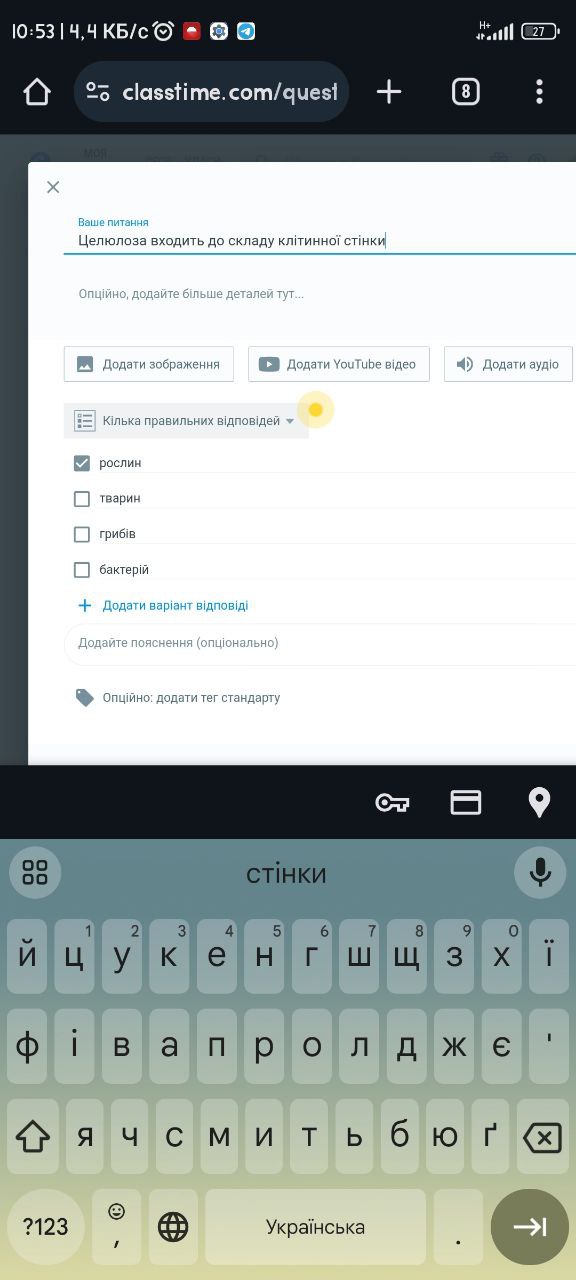 10:53 | 4,4 КБ/с H+ 27
classtime.com/quest 8
МОЯ
Ваше питання
Целюлоза входить до складу клітинної стінки
Опційно, додайте більше деталей тут...
Додати зображення Додати YouTube відео Додати аудіо
Кілька правильних відповідей
рослин
тварин
грибів
бактерій
+ Додати варіант відповіді
Додайте пояснення (опціонально)
Опційно: додати тег стандарту
стінки
1 2 3 4 5 6 7 8 9 0
й ц у к е н г ш щ з х ї
ф і в а п р о л д ж є '
я ч с м и т ь б ю ґ
?123 , Українська .